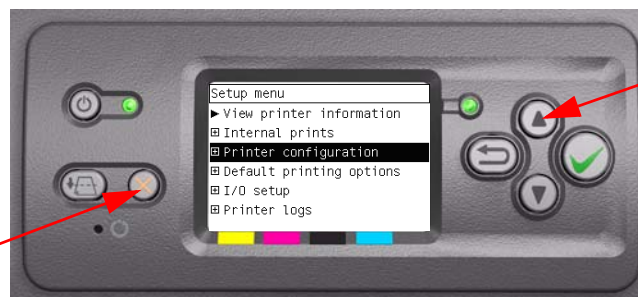 Setup menu
View printer information
Internal prints
Printer configuration
Default printing options
I/O setup
Printer logs